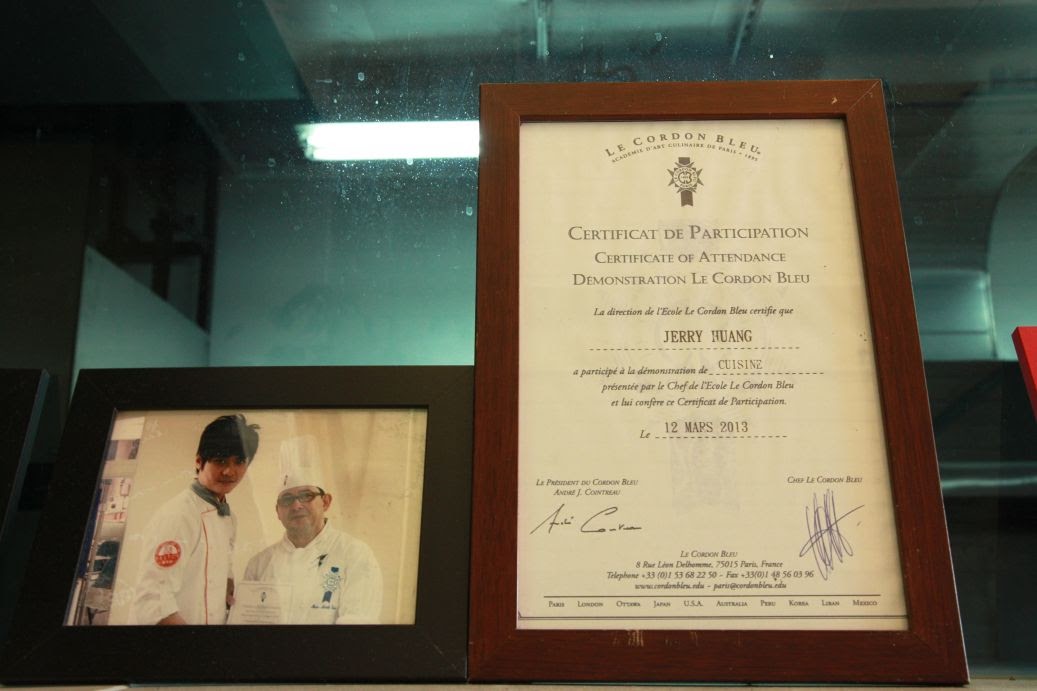 LE CORDON BLEU®
ACADÉMIE D'ART CULINAIRE DE PARIS - 1895
CERTIFICAT DE PARTICIPATION
CERTIFICATE OF ATTENDANCE
DÉMONSTRATION LE CORDON BLEU
La direction de l'Ecole Le Cordon Bleu certifie que
JERRY HUANG
a participé à la démonstration de CUISINE
présentée par le Chef de l'Ecole Le Cordon Bleu
et lui confère ce Certificat de Participation.
Le 12 MARS 2013
LE PRÉSIDENT DU CORDON BLEU
ANDRÉ J. COINTREAU
CHEF LE CORDON BLEU
LE CORDON BLEU
8 Rue Léon Delhomme, 75015 Paris, France
Telephone +33 (0)1 53 68 22 50 - Fax +33(0)1 48 56 03 96
www.cordonbleu.edu - paris@cordonbleu.edu
PARIS LONDON OTTAWA JAPAN U.S.A. AUSTRALIA PERU KOREA LIBAN MEXICO